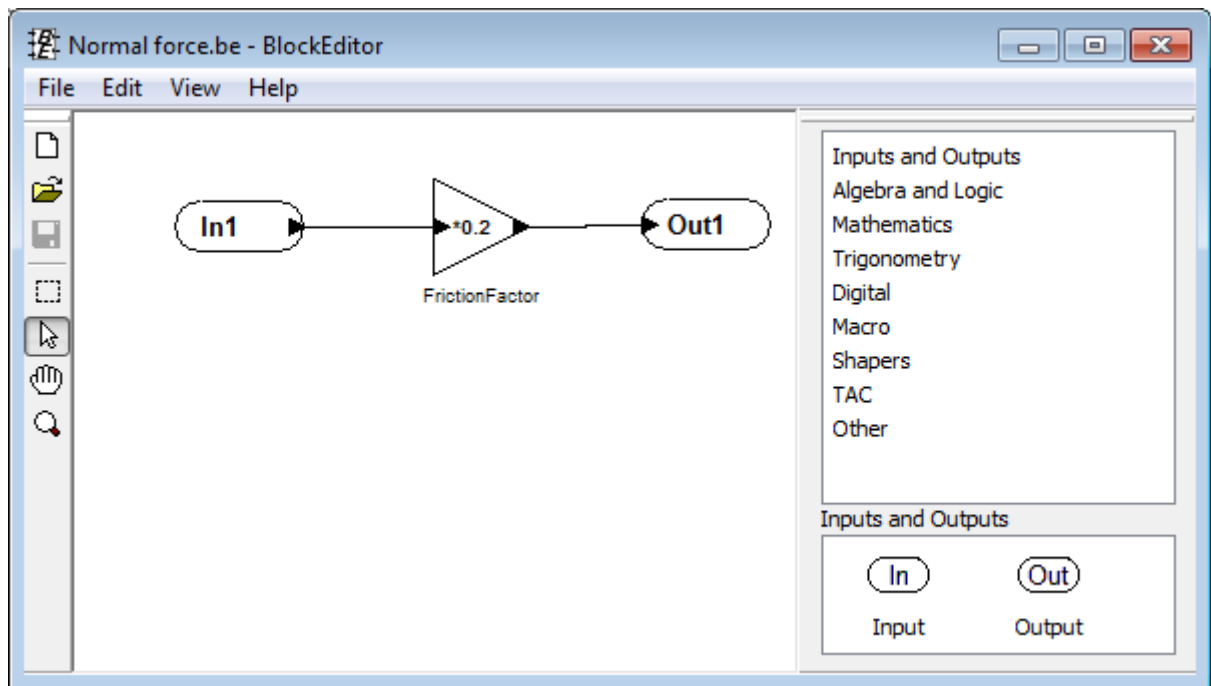 Normal force.be - BlockEditor
File Edit View Help
In1
*0.2
Out1
FrictionFactor
Inputs and Outputs
Algebra and Logic
Mathematics
Trigonometry
Digital
Macro
Shapers
TAC
Other
Inputs and Outputs
In Out
Input Output